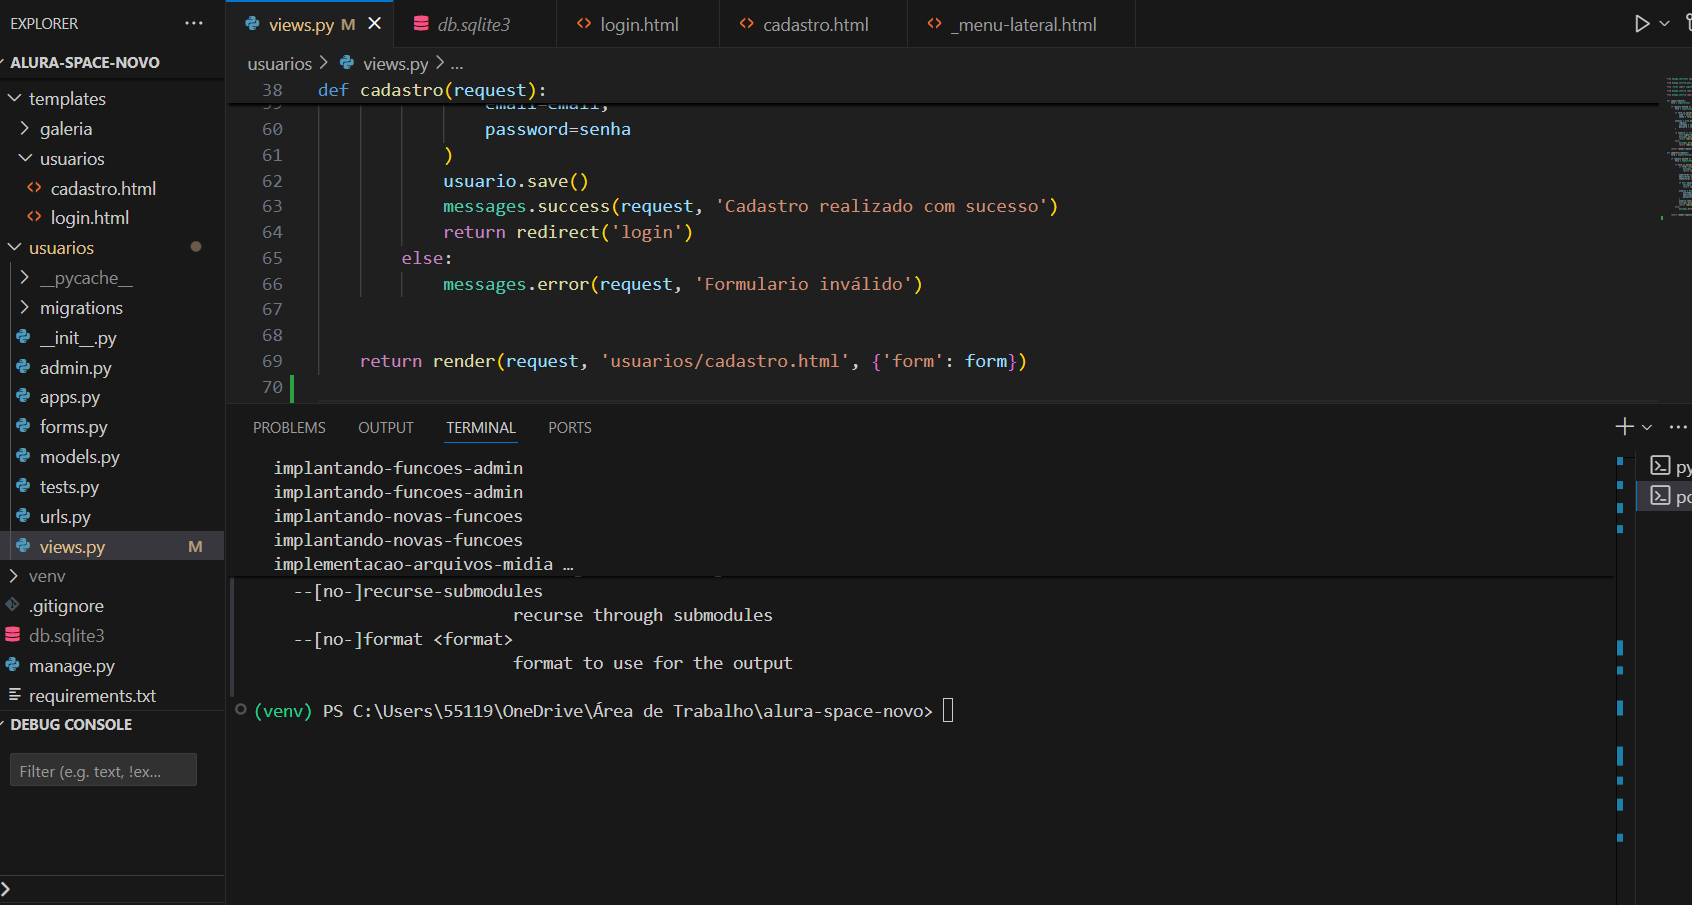 EXPLORER
ALURA-SPACE-NOVO
templates
galeria
usuarios
cadastro.html
login.html
usuarios
__pycache__
migrations
__init__.py
admin.py
apps.py
forms.py
models.py
tests.py
urls.py
views.py M
venv
.gitignore
db.sqlite3
manage.py
requirements.txt
DEBUG CONSOLE
Filter (e.g. text, !ex...
views.py M
db.sqlite3
login.html
cadastro.html
_menu-lateral.html
usuarios > views.py > ...
38 def cadastro(request):
59 email=email,
60 password=senha
61 )
62 usuario.save()
63 messages.success(request, 'Cadastro realizado com sucesso')
64 return redirect('login')
65 else:
66 messages.error(request, 'Formulario inválido')
67
68
69 return render(request, 'usuarios/cadastro.html', {'form': form})
70
PROBLEMS OUTPUT TERMINAL PORTS
implantando-funcoes-admin
implantando-funcoes-admin
implantando-novas-funcoes
implantando-novas-funcoes
implementacao-arquivos-midia …
--[no-]recurse-submodules
recurse through submodules
--[no-]format <format>
format to use for the output
(venv) PS C:\Users\55119\OneDrive\Área de Trabalho\alura-space-novo>
py
po